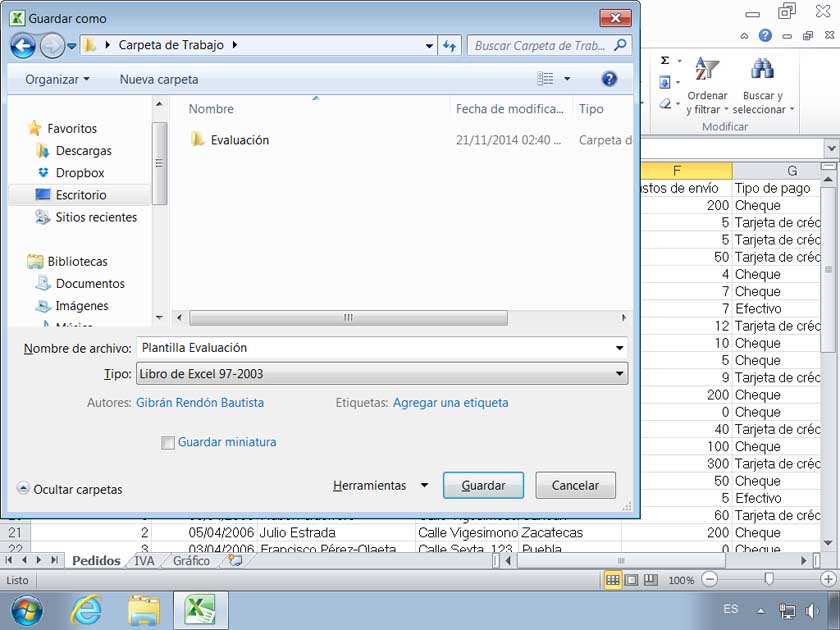 Guardar como
Carpeta de Trabajo
Buscar Carpeta de Trab...
Organizar
Nueva carpeta
Nombre
Fecha de modifica...
Tipo
Favoritos
Descargas
Dropbox
Escritorio
Sitios recientes
Bibliotecas
Documentos
Imágenes
Música
Evaluación
21/11/2014 02:40 ...
Carpeta d
Nombre de archivo:
Plantilla Evaluación
Tipo:
Libro de Excel 97-2003
Autores:
Gibrán Rendón Bautista
Etiquetas:
Agregar una etiqueta
Guardar miniatura
Ocultar carpetas
Herramientas
Guardar
Cancelar
Σ
Ordenar
y filtrar
Buscar y
seleccionar
Modificar
F G
stos de envío Tipo de pago
200 Cheque
5 Tarjeta de créc
5 Tarjeta de créc
50 Tarjeta de créc
4 Cheque
7 Cheque
7 Efectivo
12 Tarjeta de créc
10 Cheque
5 Cheque
9 Tarjeta de créc
200 Cheque
0 Cheque
40 Tarjeta de créc
100 Cheque
300 Tarjeta de créc
50 Cheque
5 Efectivo
60 Tarjeta de créc
21 2 05/04/2006 Julio Estrada Calle Vigesimono Zacatecas 200 Cheque
22 3 03/04/2006 Francisco Pérez-Olaeta Calle Sexta, 123 Puebla 0 Cheque
Pedidos
IVA
Gráfico
Listo
100%
ES